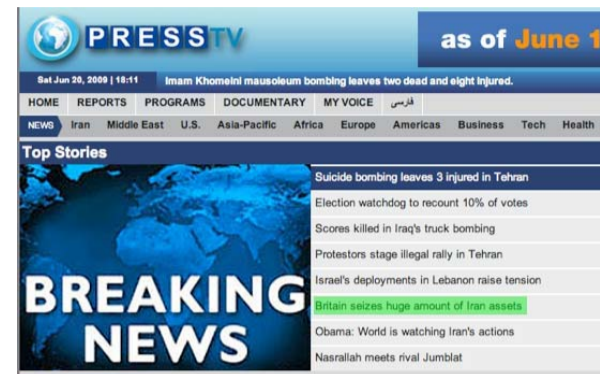 PRESSTV
as of June 1
Sat Jun 20, 2009 | 18:11 Imam Khomeini mausoleum bombing leaves two dead and eight injured.
HOME REPORTS PROGRAMS DOCUMENTARY MY VOICE فارسی
NEWS Iran Middle East U.S. Asia-Pacific Africa Europe Americas Business Tech Health
Top Stories
Suicide bombing leaves 3 injured in Tehran
Election watchdog to recount 10% of votes
Scores killed in Iraq's truck bombing
Protestors stage illegal rally in Tehran
Israel's deployments in Lebanon raise tension
Britain seizes huge amount of Iran assets
Obama: World is watching Iran's actions
Nasrallah meets rival Jumblat
BREAKING
NEWS